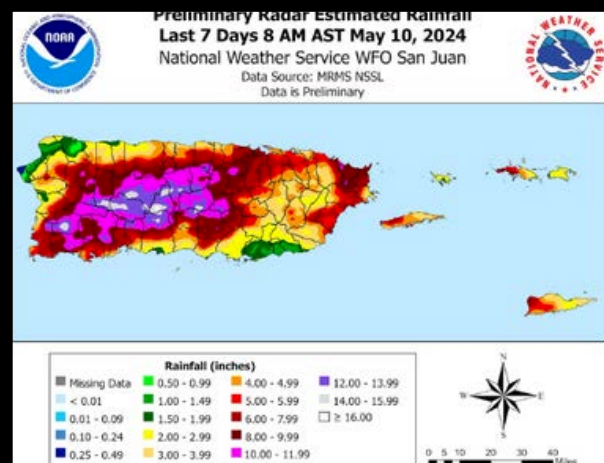 Preliminary Radar Estimated Rainfall
Last 7 Days 8 AM AST May 10, 2024
National Weather Service WFO San Juan
Data Source: MRMS NSSL
Data is Preliminary
NOAA
NATIONAL WEATHER SERVICE
Rainfall (inches)
Missing Data
< 0.01
0.01 - 0.09
0.10 - 0.24
0.25 - 0.49
0.50 - 0.99
1.00 - 1.49
1.50 - 1.99
2.00 - 2.99
3.00 - 3.99
4.00 - 4.99
5.00 - 5.99
6.00 - 7.99
8.00 - 9.99
10.00 - 11.99
12.00 - 13.99
14.00 - 15.99
≥ 16.00
N
W E
S
0 5 10 20 30 40
Miles